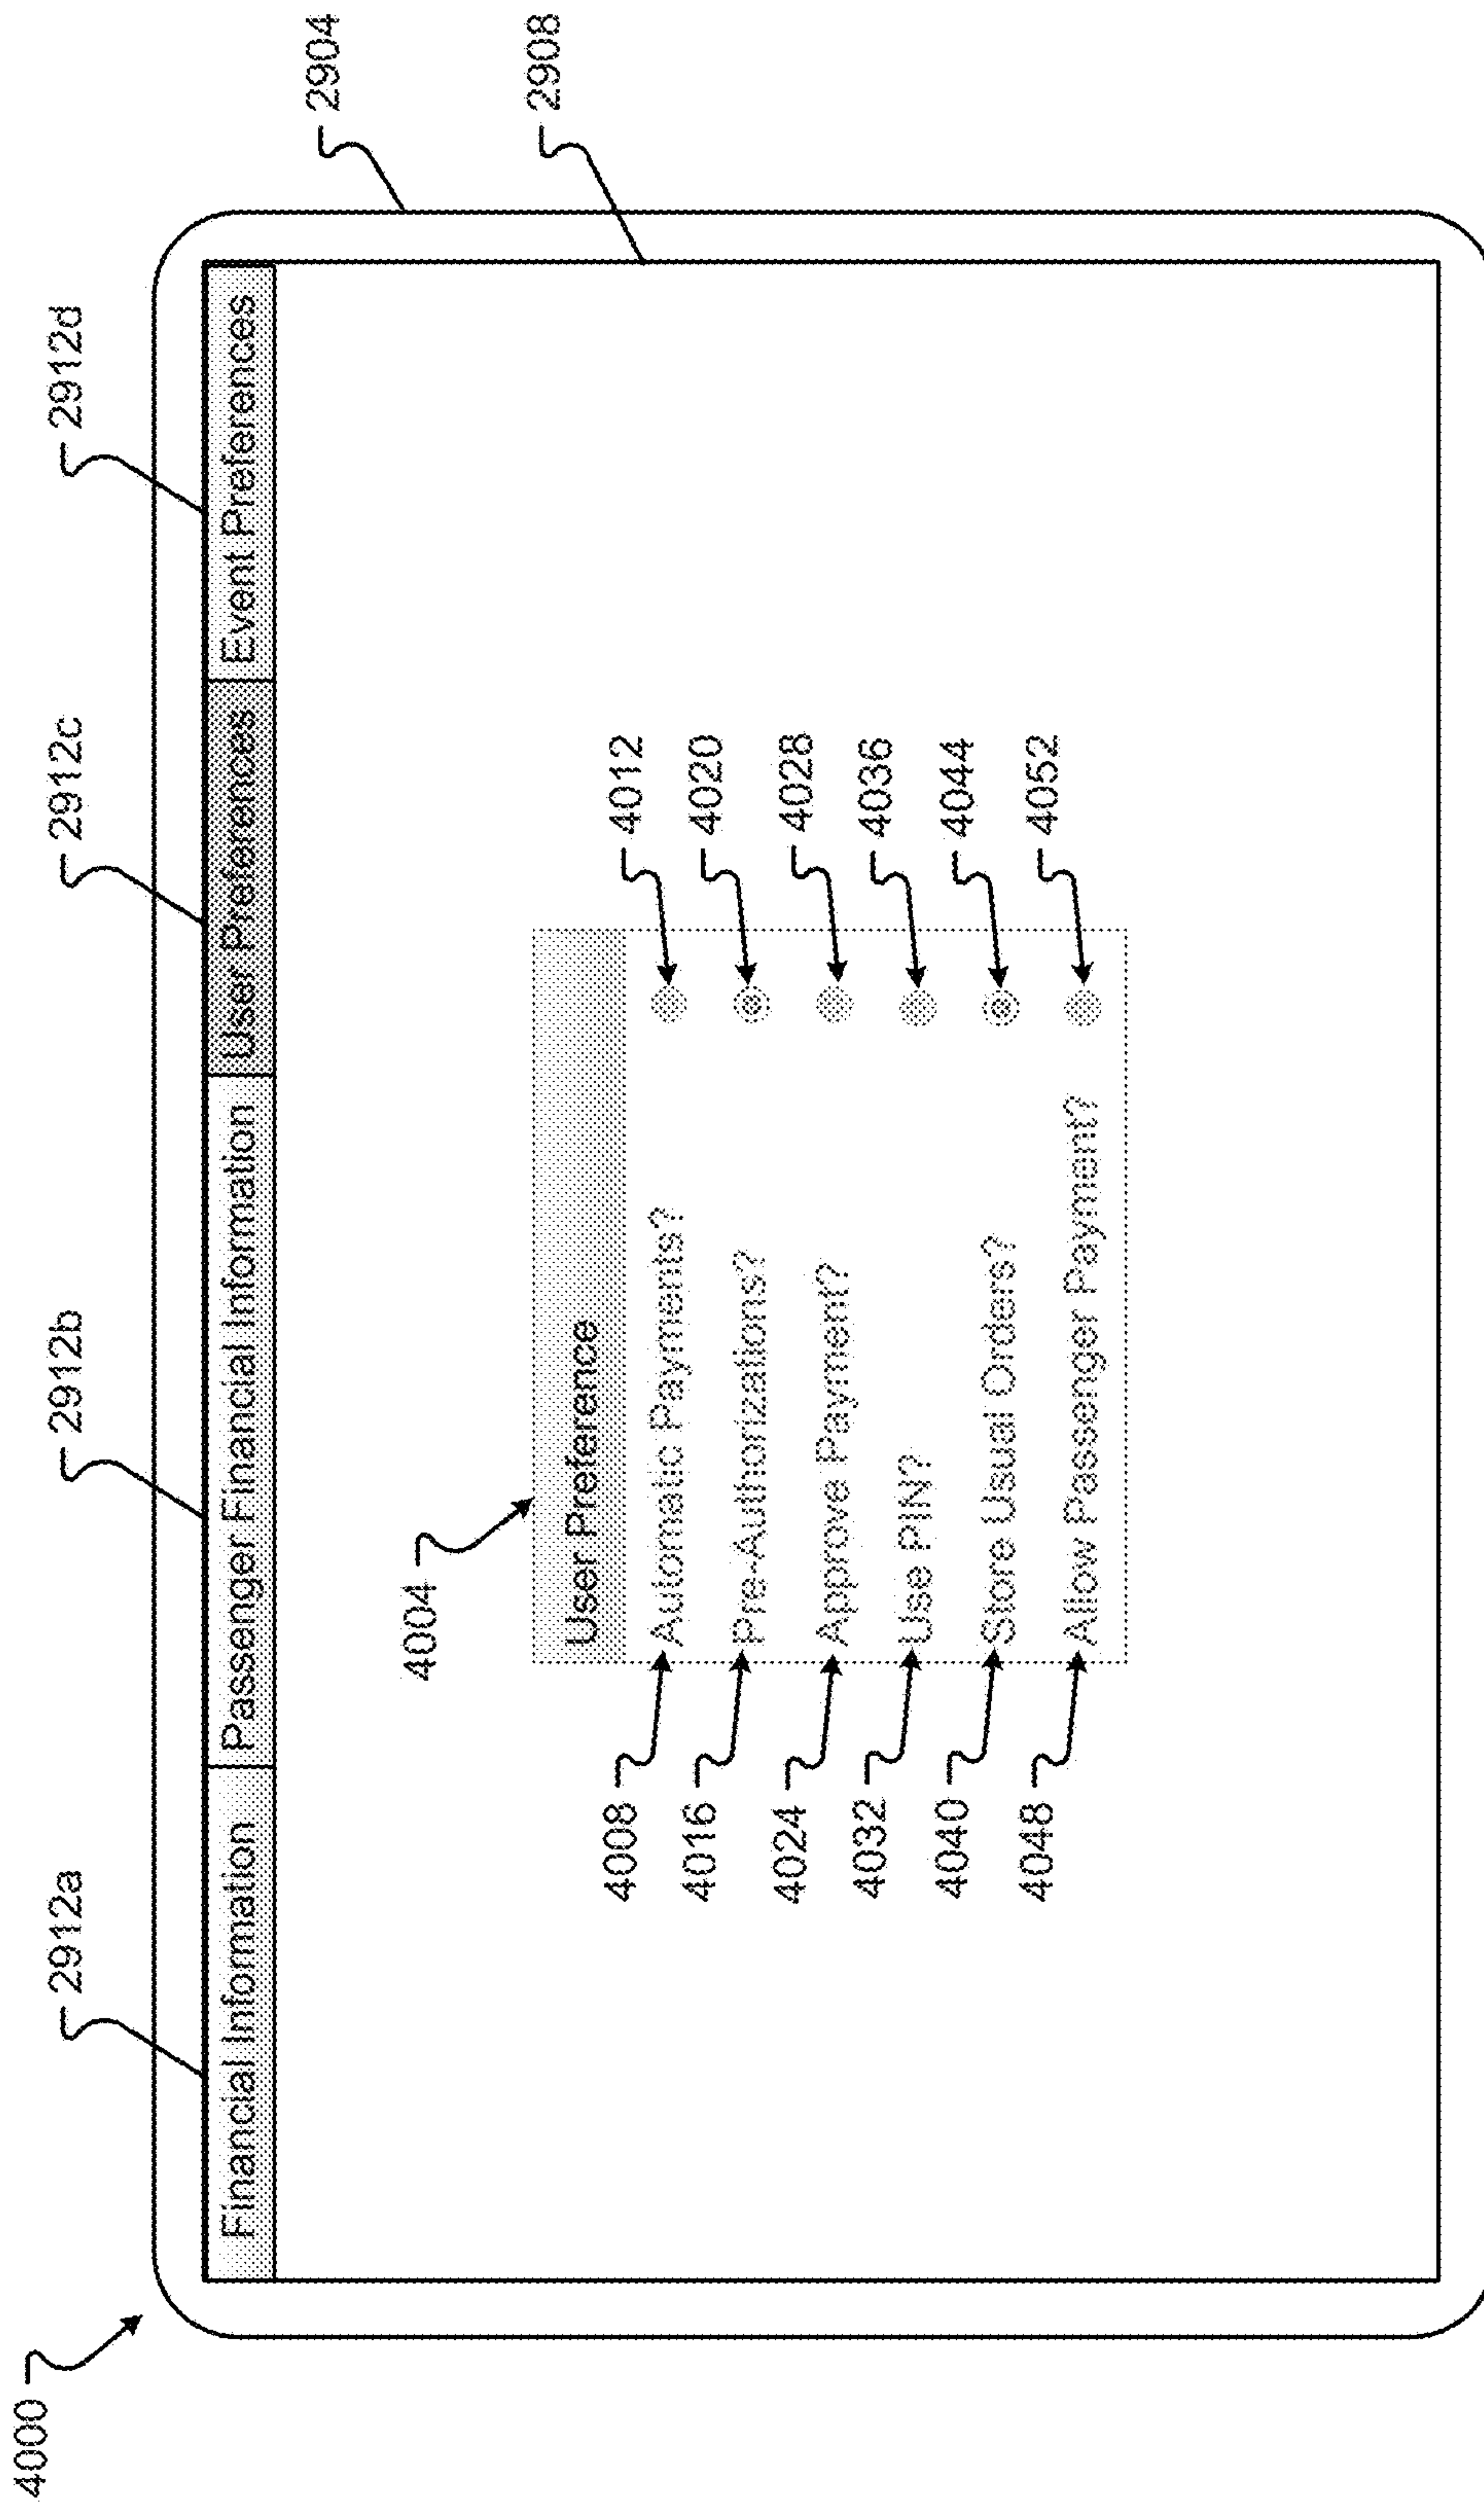 4000
2912a
2912b
2912c
2912d
Financial Information
Passenger Financial Information
User Preferences
Event Preferences
2904
2908
4004
User Preference
4008
Automatic Payments?
4012
4016
Pre-Authorizations?
4020
4024
Approve Payment?
4028
4032
Use PIN?
4036
4040
Store Usual Orders?
4044
4048
Allow Passenger Payment?
4052